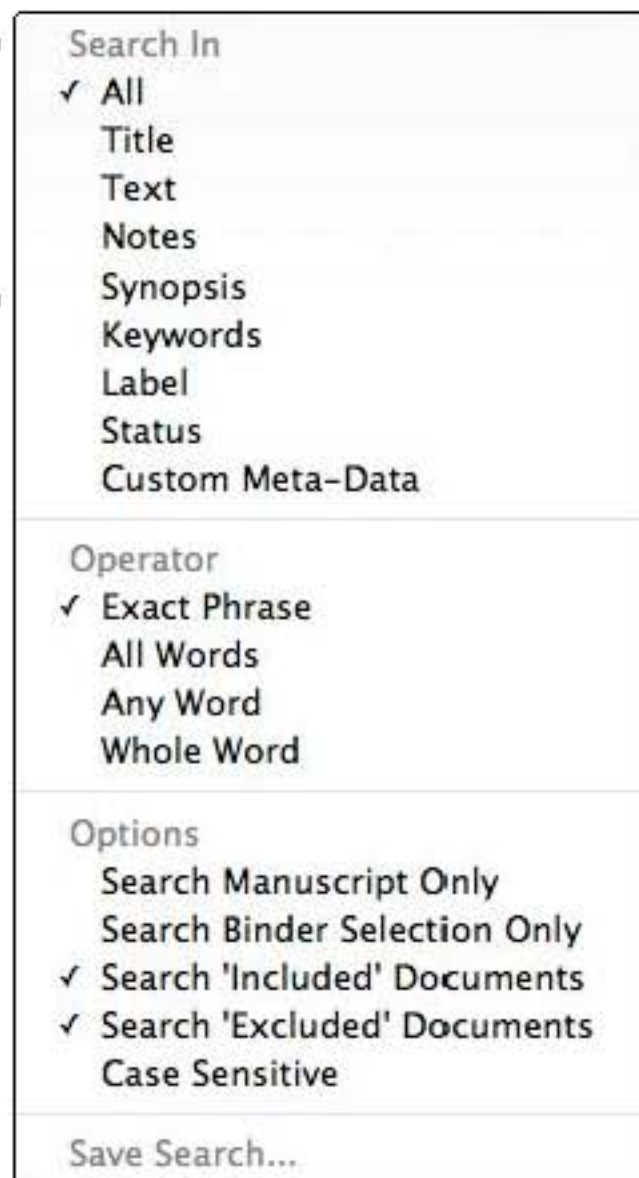 Search In
✓ All
Title
Text
Notes
Synopsis
Keywords
Label
Status
Custom Meta-Data
Operator
✓ Exact Phrase
All Words
Any Word
Whole Word
Options
Search Manuscript Only
Search Binder Selection Only
✓ Search 'Included' Documents
✓ Search 'Excluded' Documents
Case Sensitive
Save Search...